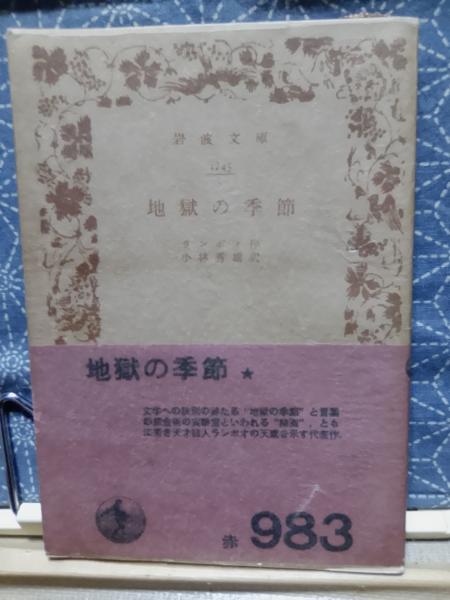 岩波文庫
地獄の季節
ランボオ作
小林秀雄訳
地獄の季節 ★
文学への訣別の辞たる“地獄の季節”と言葉
の錬金術の実験室といわれる“飾画”，とも
に若き天才詩人ランボオの天稟を示す代表作．
赤 983